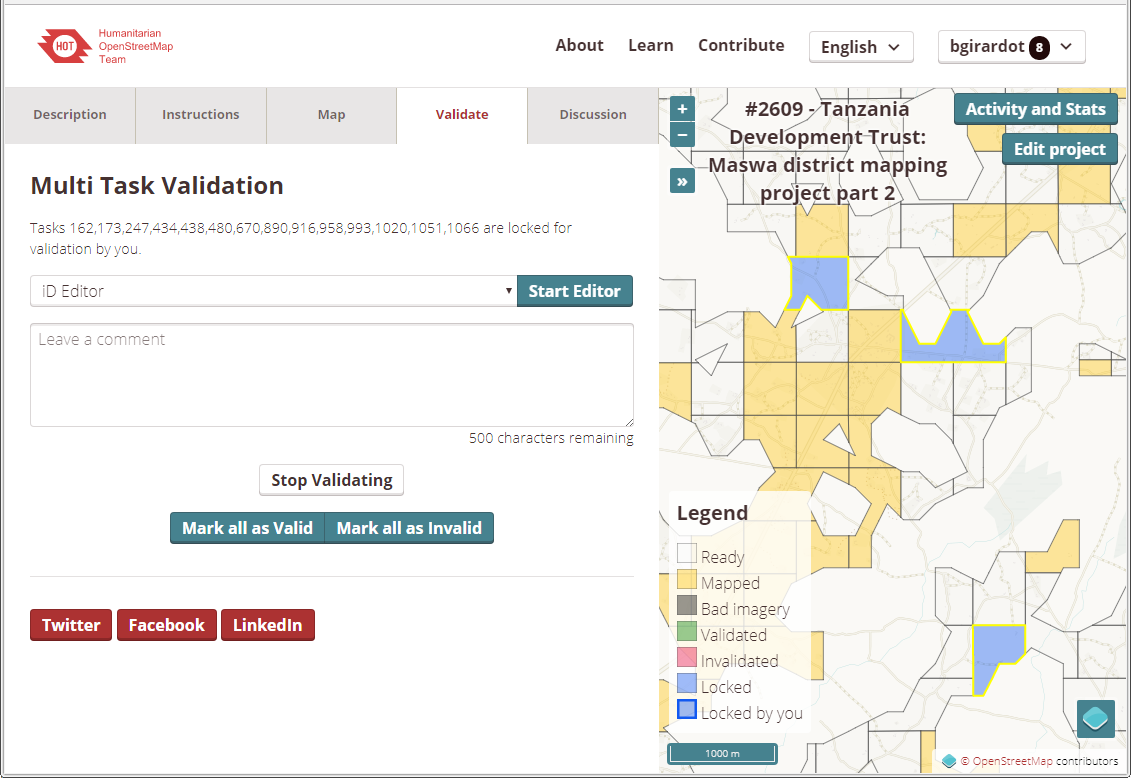 HOT
Humanitarian
OpenStreetMap
Team
About Learn Contribute English bgirardot 8
Description Instructions Map Validate Discussion
Multi Task Validation
Tasks 162,173,247,434,438,480,670,890,916,958,993,1020,1051,1066 are locked for
validation by you.
iD Editor Start Editor
Leave a comment
500 characters remaining
Stop Validating
Mark all as Valid Mark all as Invalid
Twitter Facebook LinkedIn
+
−
»
#2609 - Tanzania
Development Trust:
Maswa district mapping
project part 2
Activity and Stats
Edit project
Legend
Ready
Mapped
Bad imagery
Validated
Invalidated
Locked
Locked by you
1000 m
© OpenStreetMap contributors